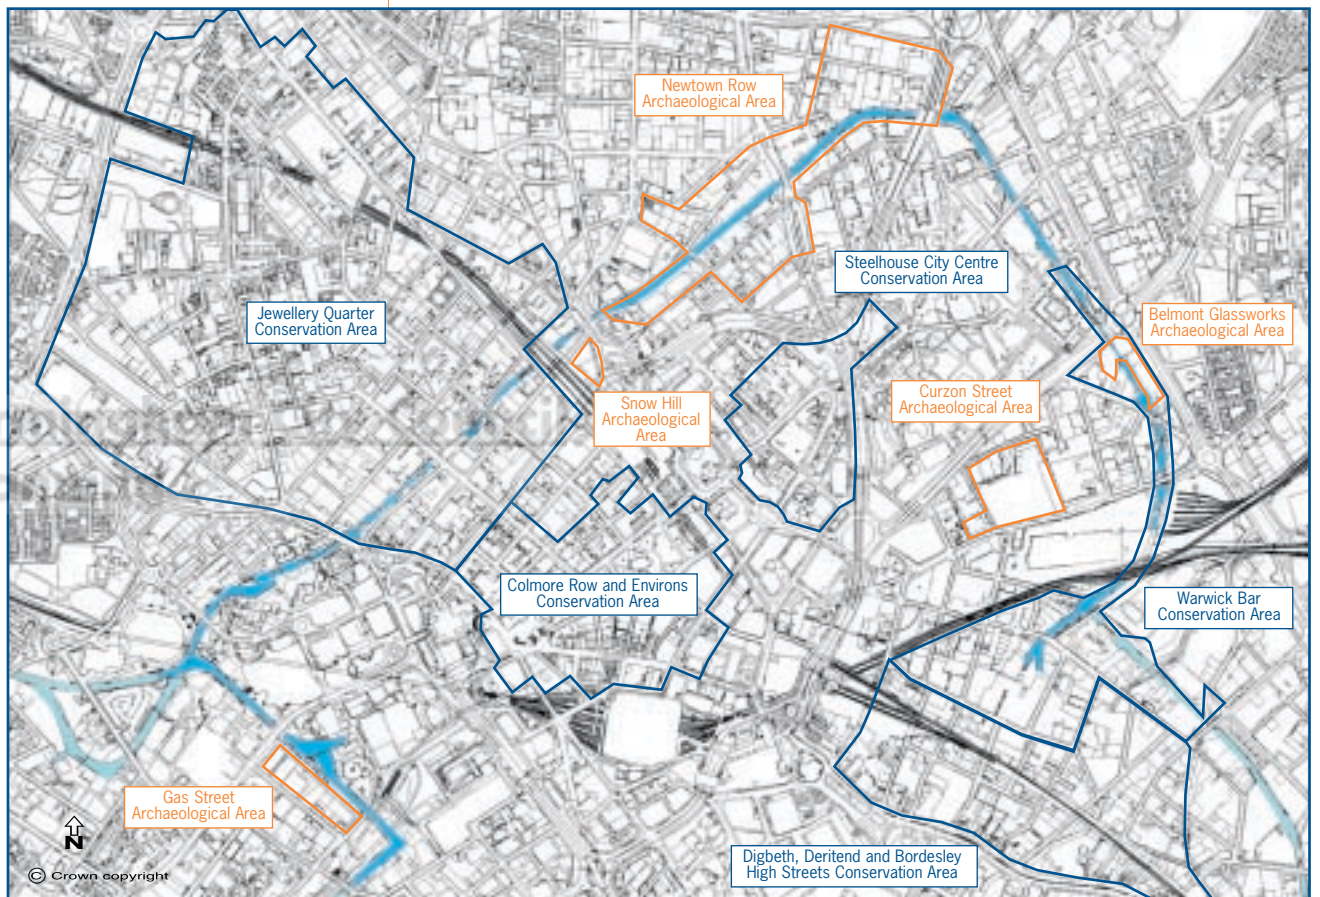 Newtown Row
Archaeological Area
Steelhouse City Centre
Conservation Area
Jewellery Quarter
Conservation Area
Belmont Glassworks
Archaeological Area
Curzon Street
Archaeological Area
Snow Hill
Archaeological
Area
Colmore Row and Environs
Conservation Area
Warwick Bar
Conservation Area
Gas Street
Archaeological Area
N
© Crown copyright
Digbeth, Deritend and Bordesley
High Streets Conservation Area